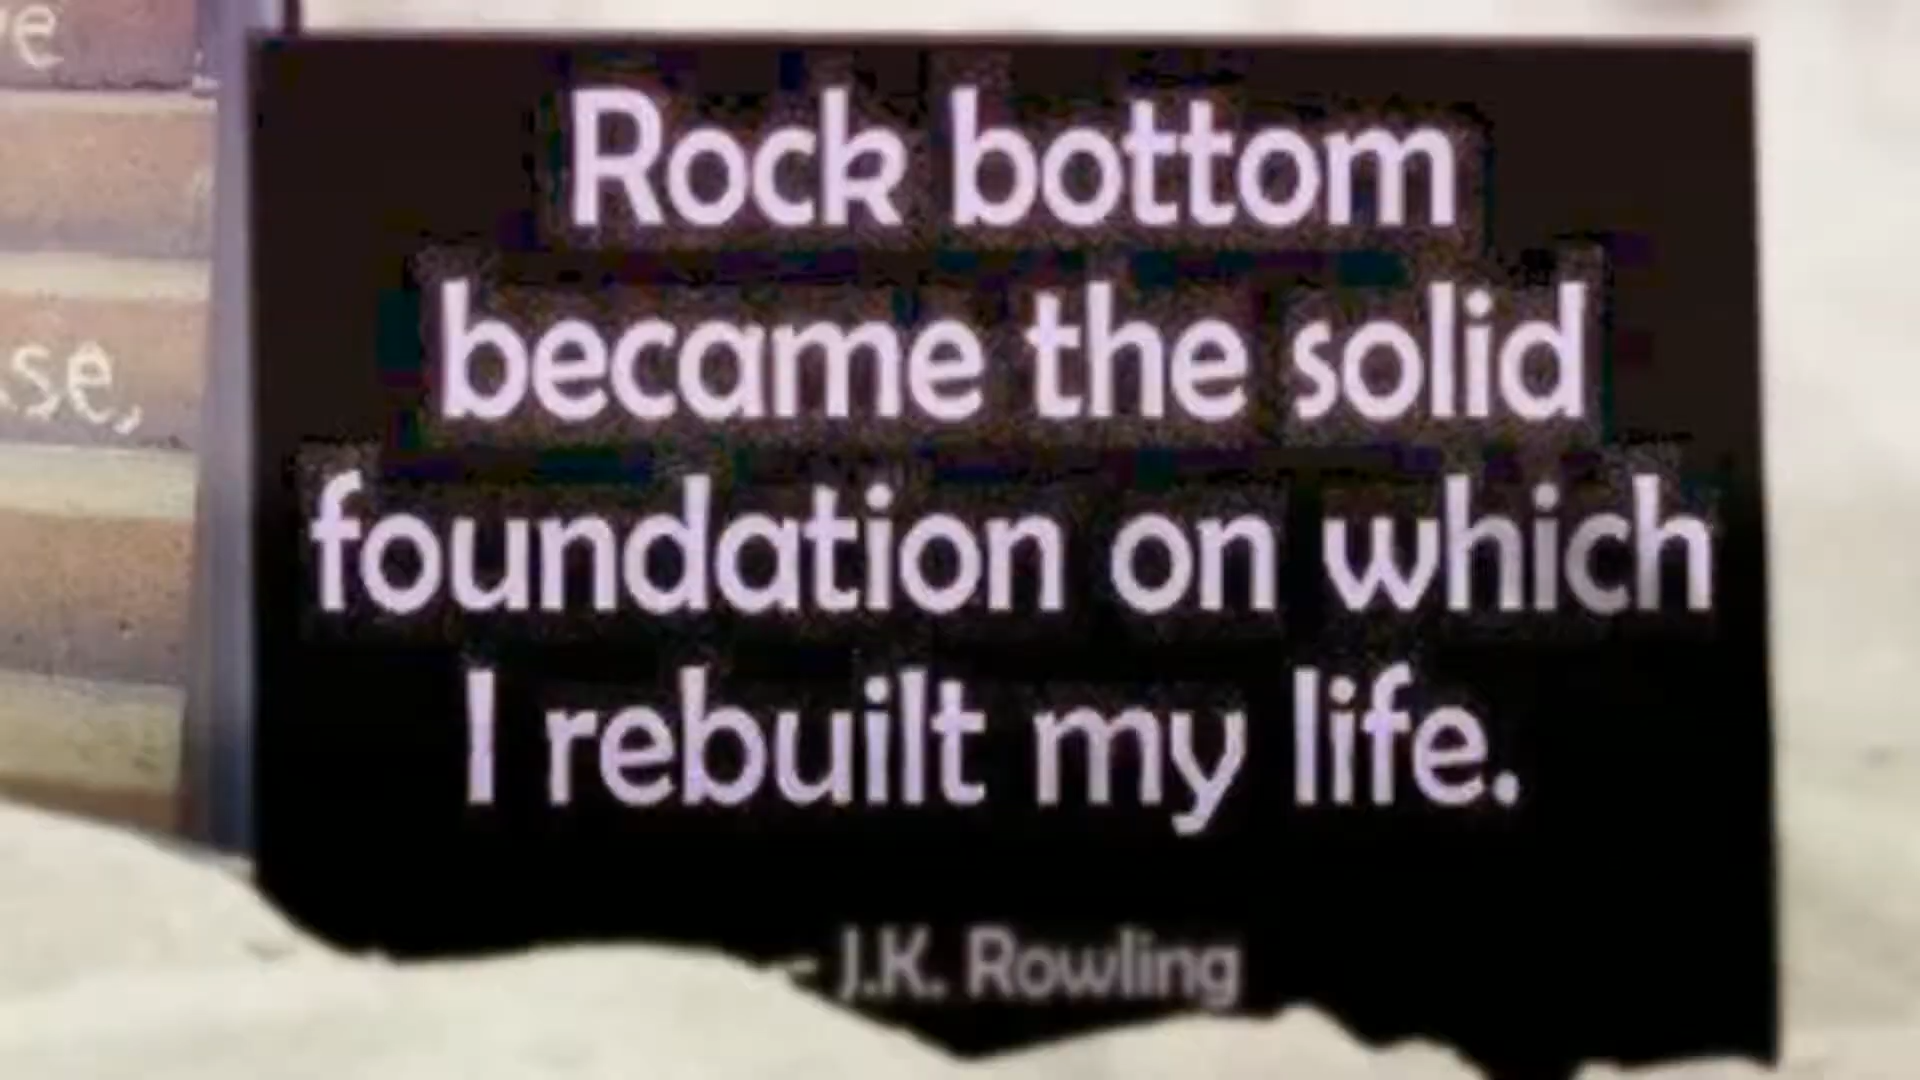 Rock bottom
became the solid
foundation on which
I rebuilt my life.
- J.K. Rowling